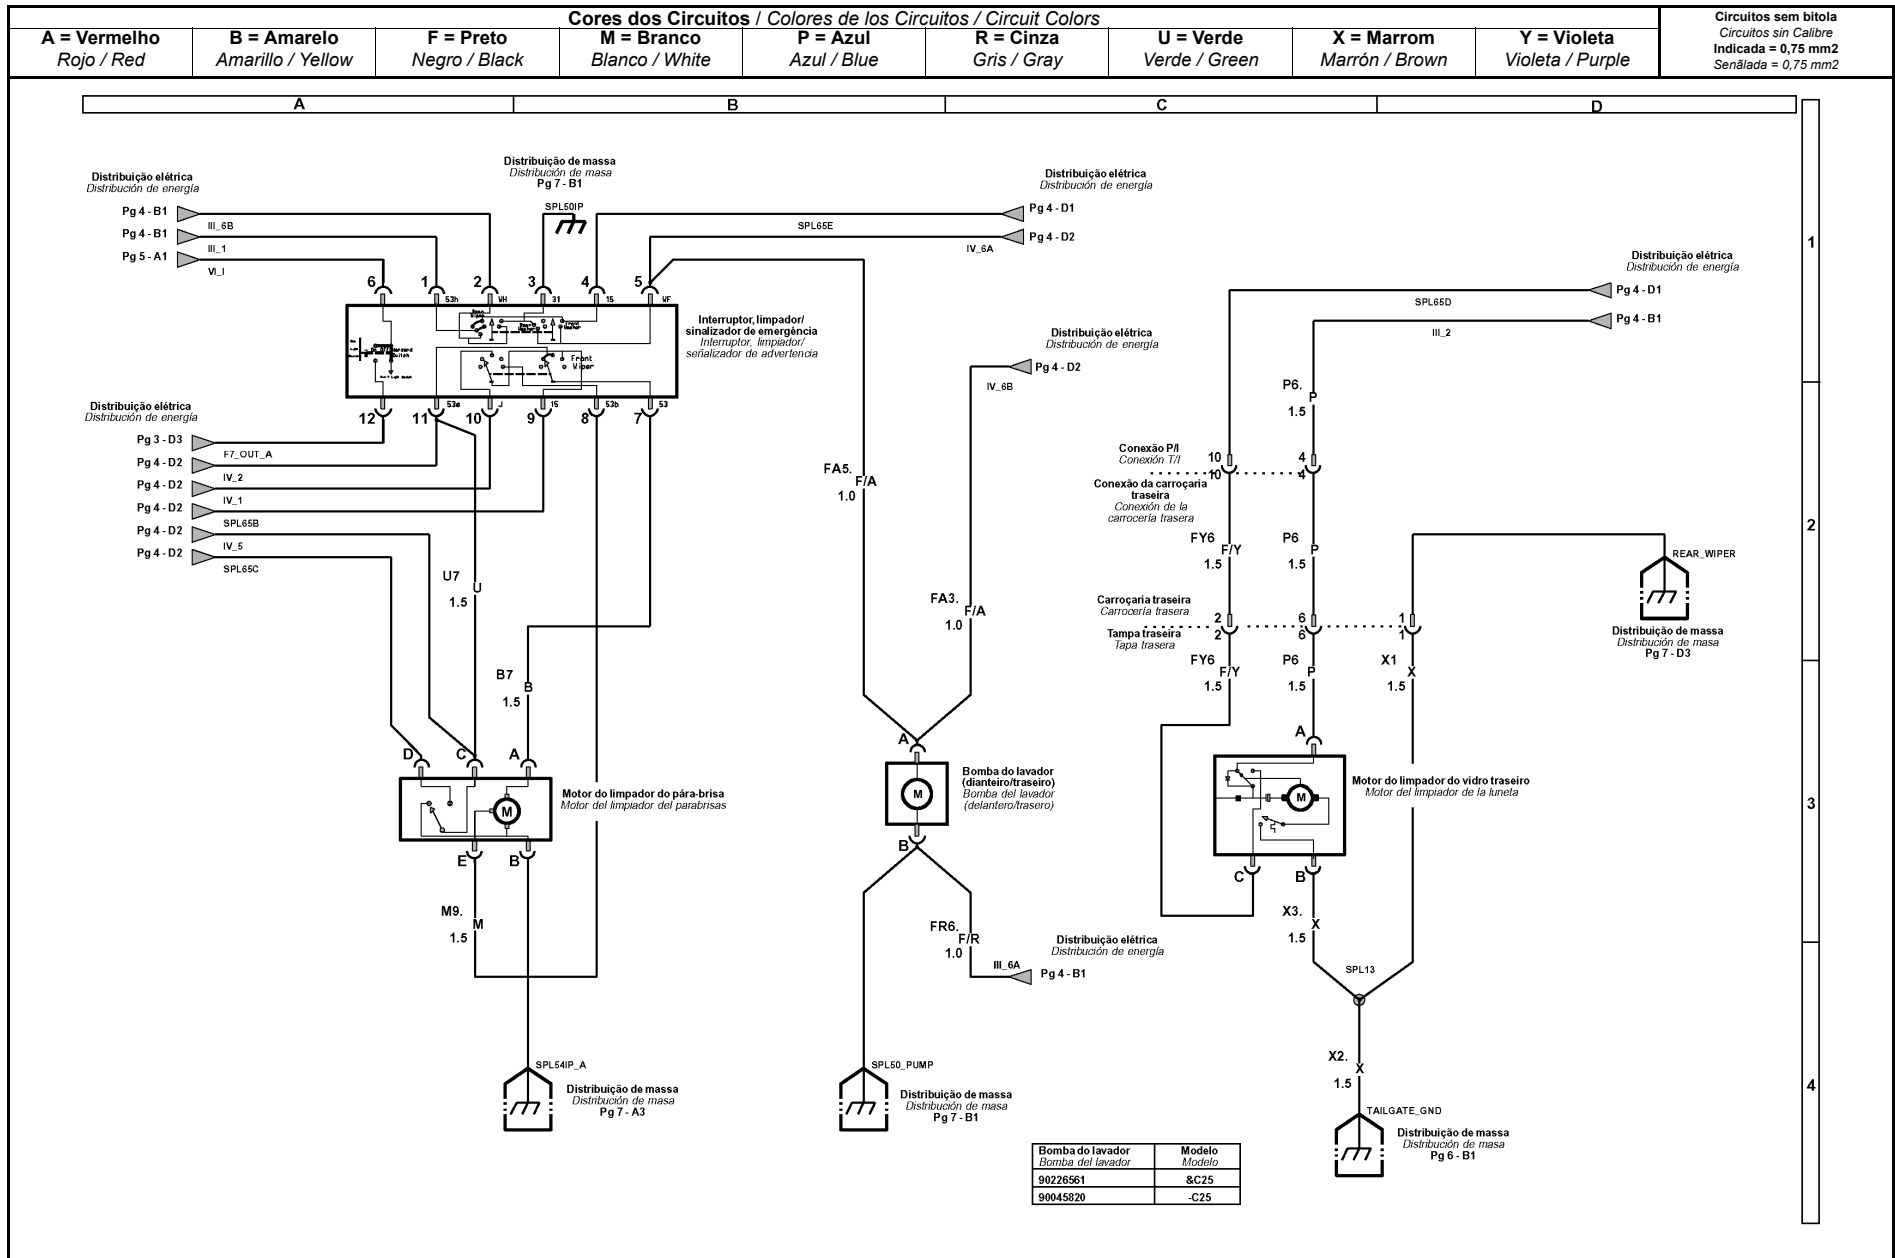 Cores dos Circuitos / Colores de los Circuitos / Circuit Colors
A = Vermelho
Rojo / Red
B = Amarelo
Amarillo / Yellow
F = Preto
Negro / Black
M = Branco
Blanco / White
P = Azul
Azul / Blue
R = Cinza
Gris / Gray
U = Verde
Verde / Green
X = Marrom
Marrón / Brown
Y = Violeta
Violeta / Purple
Circuitos sem bitola
Circuitos sin Calibre
Indicada = 0,75 mm2
Senãlada = 0,75 mm2
A
B
C
D
1
2
3
4
Distribuição elétrica
Distribución de energía
Pg 4 - B1
III_6B
Pg 4 - B1
III_1
Pg 5 - A1
VI_I
Distribuição de massa
Distribución de masa
Pg 7 - B1
SPL50IP
Distribuição elétrica
Distribución de energía
Pg 4 - D1
SPL65E
Pg 4 - D2
IV_6A
6
1
2
3
4
5
53h
WH
31
15
WF
Front
Wiper
53e
J
15
53b
53
12
11
10
9
8
7
Interruptor, limpador/
sinalizador de emergência
Interruptor, limpiador/
señalizador de advertencia
Distribuição elétrica
Distribución de energía
Pg 3 - D3
F7_OUT_A
Pg 4 - D2
IV_2
Pg 4 - D2
IV_1
Pg 4 - D2
SPL65B
Pg 4 - D2
IV_5
Pg 4 - D2
SPL65C
U7
U
1.5
B7
B
1.5
D
C
A
M
E
B
Motor do limpador do pára-brisa
Motor del limpiador del parabrisas
M9.
M
1.5
SPL54IP_A
Distribuição de massa
Distribución de masa
Pg 7 - A3
FA5.
F/A
1.0
Distribuição elétrica
Distribución de energía
Pg 4 - D2
IV_6B
FA3.
F/A
1.0
A
M
B
Bomba do lavador
(dianteiro/traseiro)
Bomba del lavador
(delantero/trasero)
FR6.
F/R
1.0
III_6A
Distribuição elétrica
Distribución de energía
Pg 4 - B1
SPL50_PUMP
Distribuição de massa
Distribución de masa
Pg 7 - B1
Distribuição elétrica
Distribución de energía
Pg 4 - D1
SPL65D
Pg 4 - B1
III_2
P6.
P
1.5
Conexão P/I
Conexión T/I
10
4
10
4
Conexão da carroçaria
traseira
Conexión de la
carrocería trasera
FY6
F/Y
1.5
P6
P
1.5
REAR_WIPER
Distribuição de massa
Distribución de masa
Pg 7 - D3
Carroçaria traseira
Carrocería trasera
2
6
1
2
6
1
Tampa traseira
Tapa trasera
FY6
F/Y
1.5
P6
P
1.5
X1
X
1.5
A
M
C
B
Motor do limpador do vidro traseiro
Motor del limpiador de la luneta
X3.
X
1.5
SPL13
X2.
X
1.5
TAILGATE_GND
Distribuição de massa
Distribución de masa
Pg 6 - B1
Bomba do lavador
Bomba del lavador
Modelo
Modelo
90226561
&C25
90045820
-C25